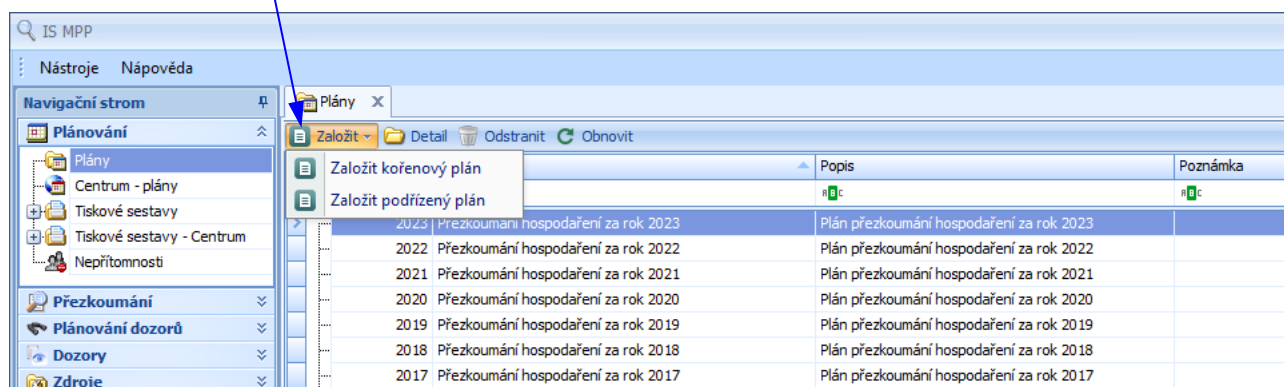 IS MPP
Nástroje Nápověda
Navigační strom
Plány
Plánování
Založit Detail Odstranit Obnovit
Plány
Založit kořenový plán
Popis
Poznámka
Centrum - plány
Založit podřízený plán
Tiskové sestavy
Tiskové sestavy - Centrum
Nepřítomnosti
2023 Přezkoumání hospodaření za rok 2023 Plán přezkoumání hospodaření za rok 2023
2022 Přezkoumání hospodaření za rok 2022 Plán přezkoumání hospodaření za rok 2022
2021 Přezkoumání hospodaření za rok 2021 Plán přezkoumání hospodaření za rok 2021
2020 Přezkoumání hospodaření za rok 2020 Plán přezkoumání hospodaření za rok 2020
2019 Přezkoumání hospodaření za rok 2019 Plán přezkoumání hospodaření za rok 2019
2018 Přezkoumání hospodaření za rok 2018 Plán přezkoumání hospodaření za rok 2018
2017 Přezkoumání hospodaření za rok 2017 Plán přezkoumání hospodaření za rok 2017
Přezkoumání
Plánování dozorů
Dozory
Zdroje